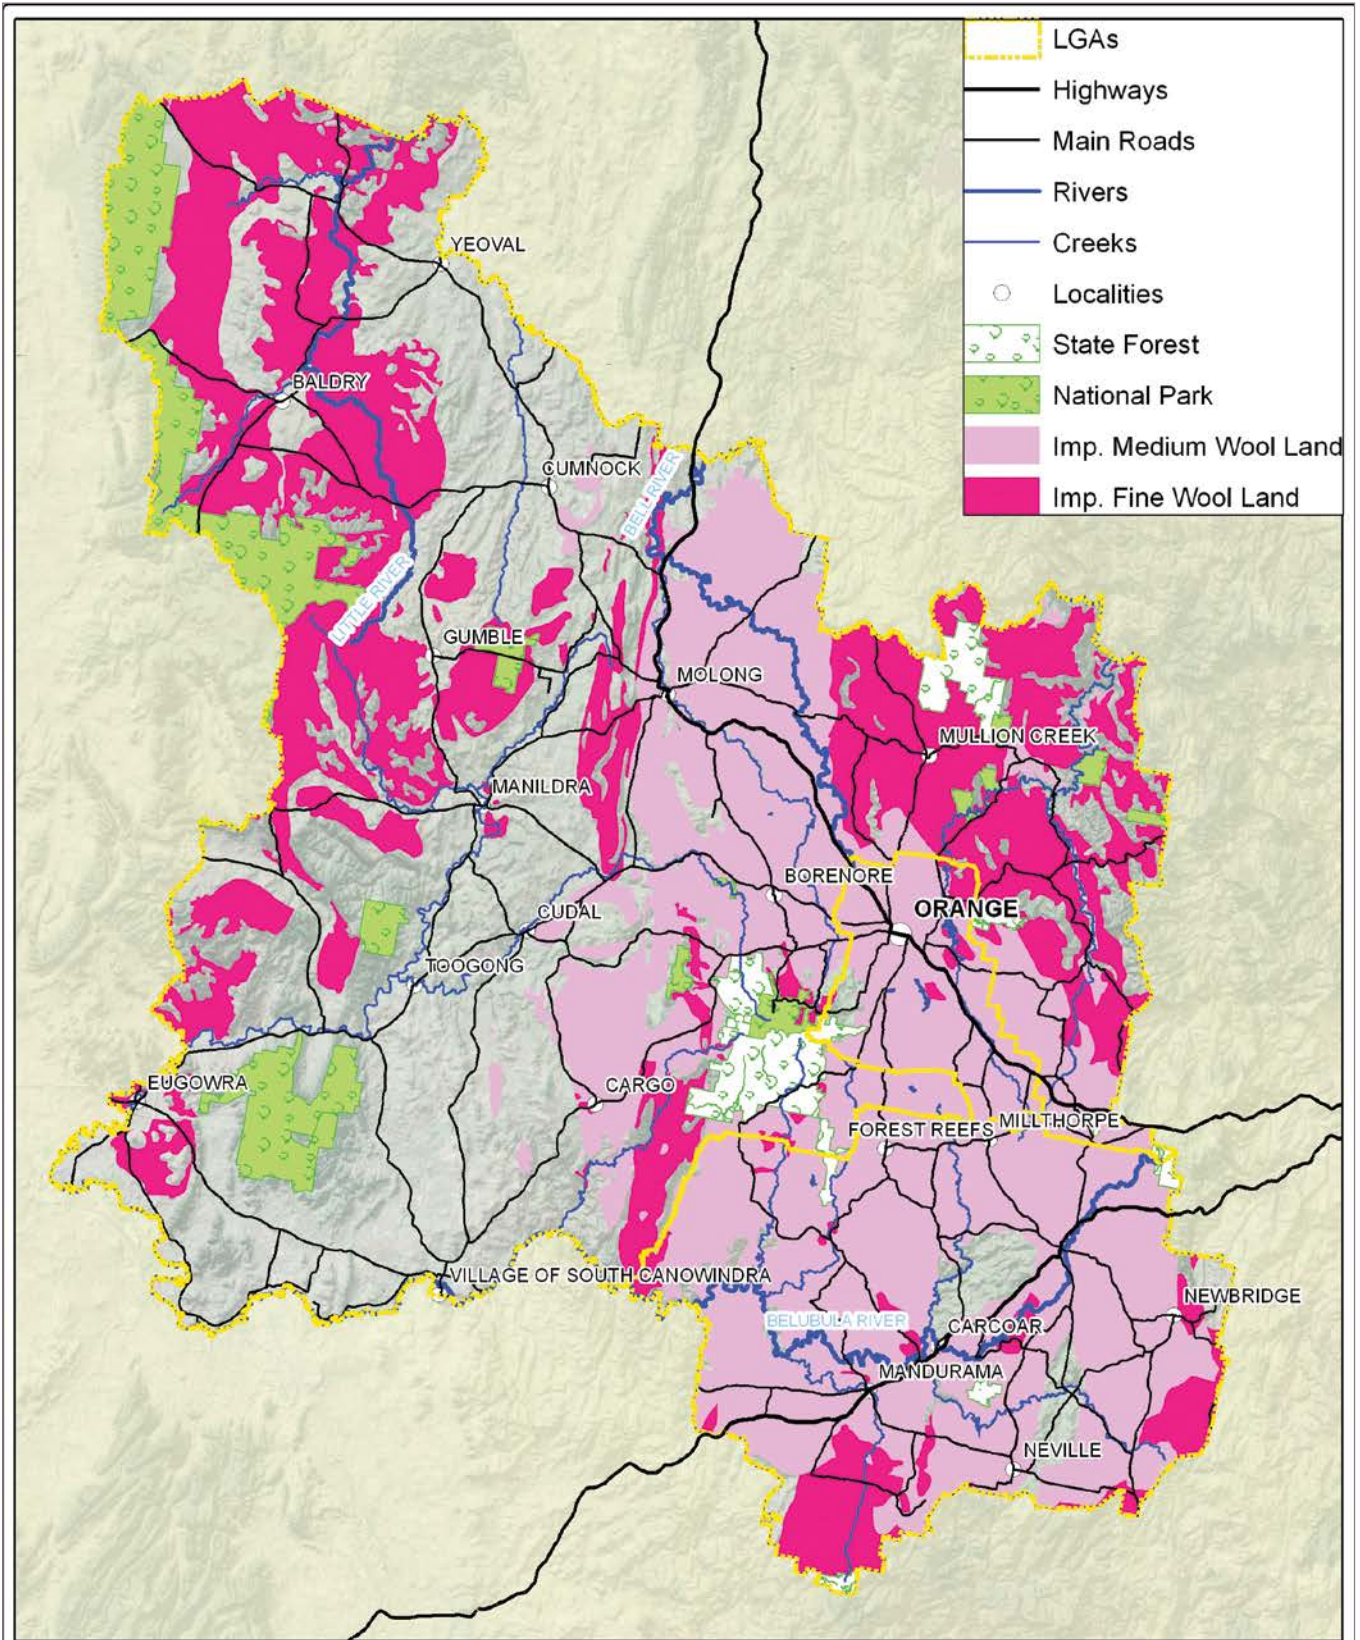 LGAs
Highways
Main Roads
Rivers
Creeks
Localities
State Forest
National Park
Imp. Medium Wool Land
Imp. Fine Wool Land
YEOVAL
BALDRY
CUMNOCK
BELL RIVER
LITTLE RIVER
GUMBLE
MOLONG
MULLION CREEK
MANILDRA
BORENORE
ORANGE
CUDAL
TOOGONG
EUGOWRA
CARGO
FOREST REEFS
MILLTHORPE
VILLAGE OF SOUTH CANOWINDRA
NEWBRIDGE
BELUBULA RIVER
CARCOAR
MANDURAMA
NEVILLE